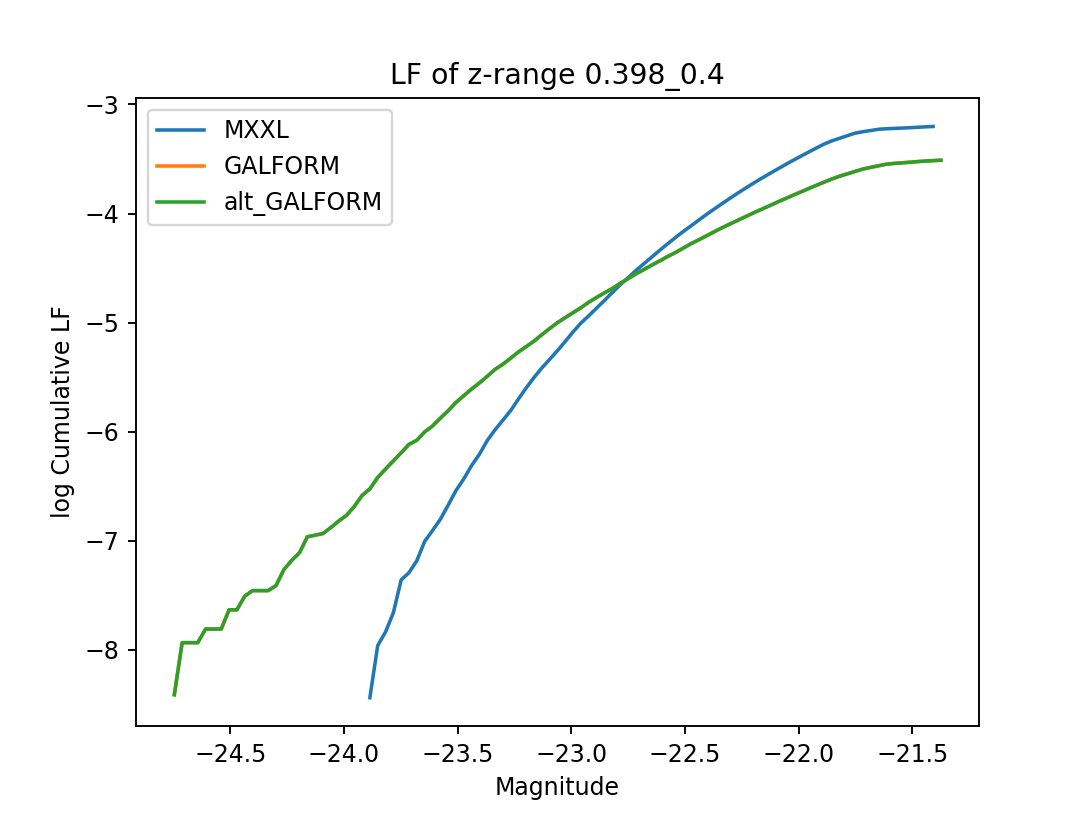 LF of z-range 0.398_0.4
MXXL
GALFORM
alt_GALFORM
log Cumulative LF
−3
−4
−5
−6
−7
−8
−24.5
−24.0
−23.5
−23.0
−22.5
−22.0
−21.5
Magnitude